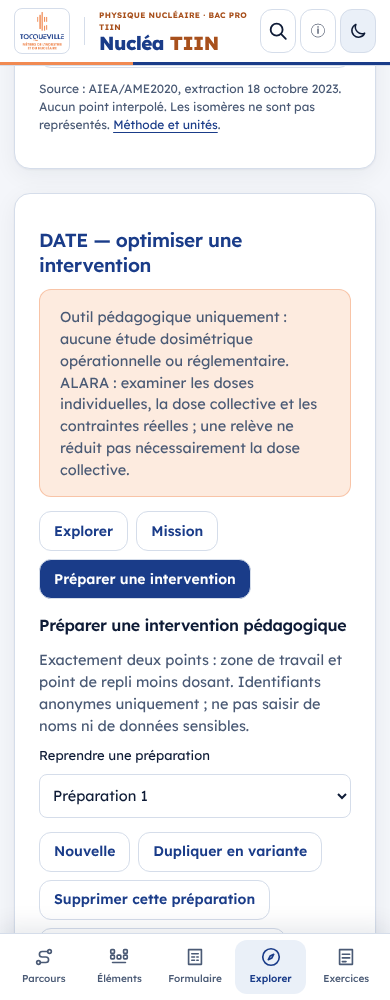 TOCQUEVILLE
PHYSIQUE NUCLÉAIRE · BAC PRO
TIIN
Nucléa TIIN
Source : AIEA/AME2020, extraction 18 octobre 2023.
Aucun point interpolé. Les isomères ne sont pas
représentés. Méthode et unités.
DATE — optimiser une
intervention
Outil pédagogique uniquement :
aucune étude dosimétrique
opérationnelle ou réglementaire.
ALARA : examiner les doses
individuelles, la dose collective et les
contraintes réelles ; une relève ne
réduit pas nécessairement la dose
collective.
Explorer
Mission
Préparer une intervention
Préparer une intervention pédagogique
Exactement deux points : zone de travail et
point de repli moins dosant. Identifiants
anonymes uniquement ; ne pas saisir de
noms ni de données sensibles.
Reprendre une préparation
Préparation 1
Nouvelle
Dupliquer en variante
Supprimer cette préparation
Parcours
Éléments
Formulaire
Explorer
Exercices